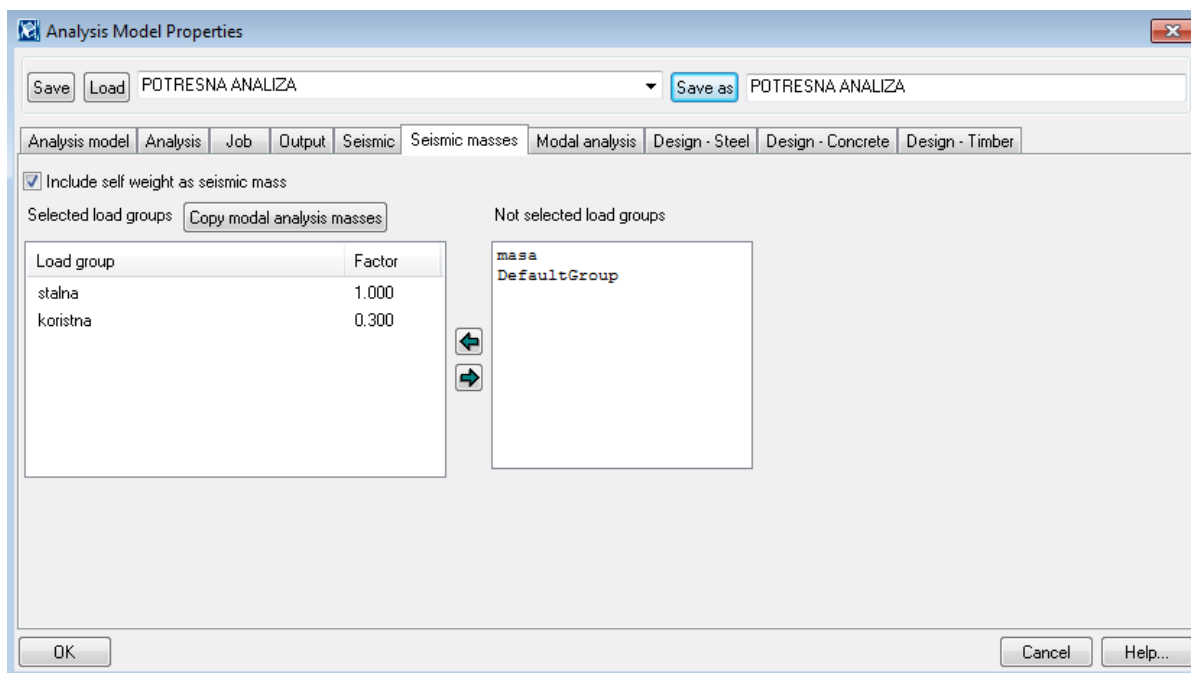 Analysis Model Properties
Save Load POTRESNA ANALIZA Save as POTRESNA ANALIZA
Analysis model Analysis Job Output Seismic Seismic masses Modal analysis Design - Steel Design - Concrete Design - Timber
Include self weight as seismic mass
Selected load groups Copy modal analysis masses Not selected load groups
Load group Factor
stalna 1.000
koristna 0.300
masa
DefaultGroup
OK Cancel Help...